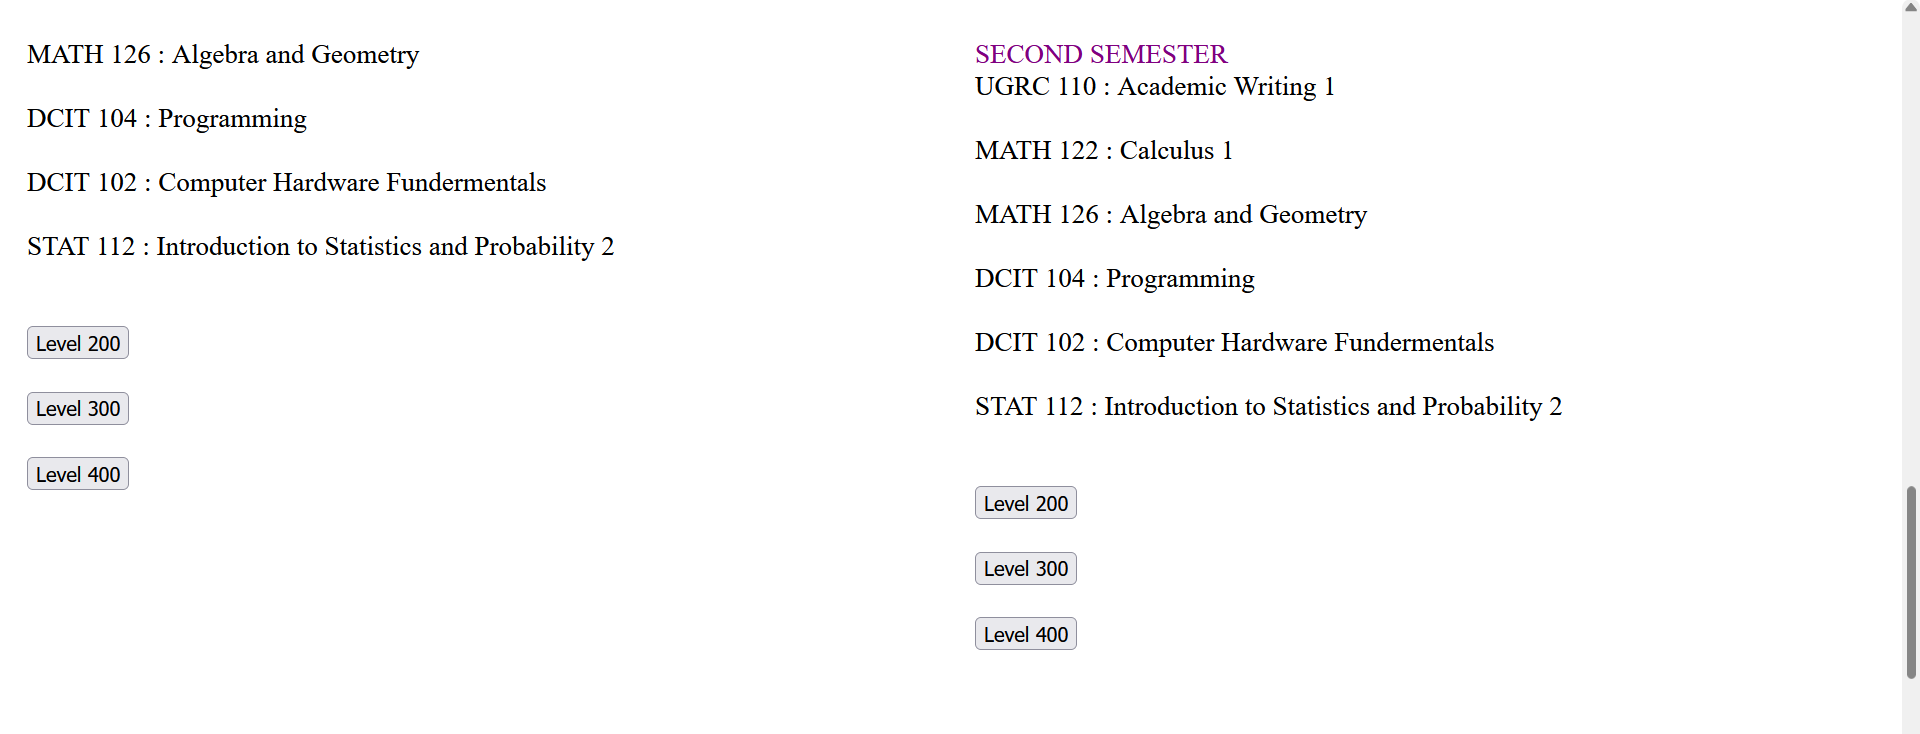 MATH 126 : Algebra and Geometry
DCIT 104 : Programming
DCIT 102 : Computer Hardware Fundermentals
STAT 112 : Introduction to Statistics and Probability 2
Level 200
Level 300
Level 400
SECOND SEMESTER
UGRC 110 : Academic Writing 1
MATH 122 : Calculus 1
MATH 126 : Algebra and Geometry
DCIT 104 : Programming
DCIT 102 : Computer Hardware Fundermentals
STAT 112 : Introduction to Statistics and Probability 2
Level 200
Level 300
Level 400